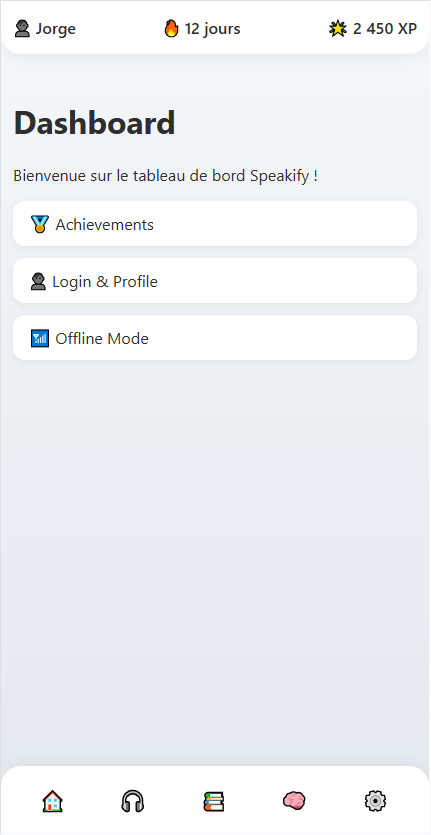 Jorge
12 jours
2 450 XP
Dashboard
Bienvenue sur le tableau de bord Speakify !
Achievements
Login & Profile
Offline Mode